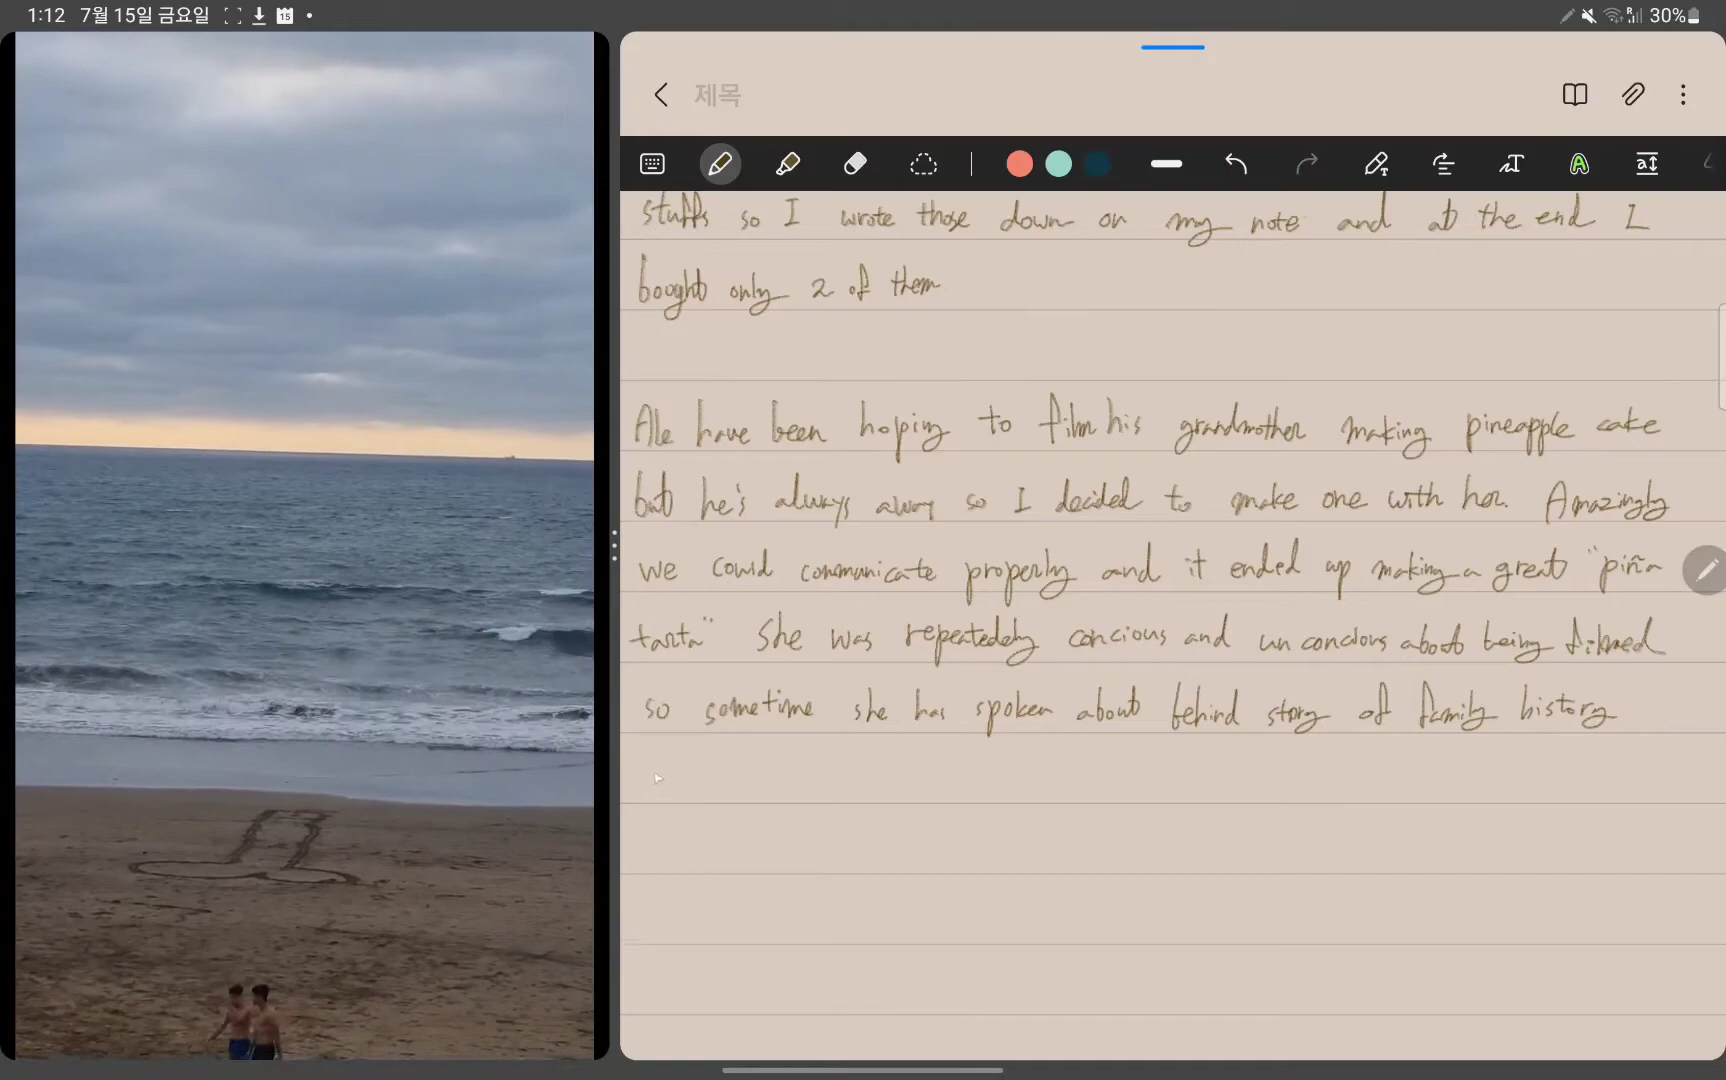 1:12 7월 15일 금요일 15
R 30%
제목
stuffs so I wrote those down on my note and at the end I
bought only 2 of them
Ale have been hoping to film his grandmother making pineapple cake
but he's always away so I decided to make one with her. Amazingly
we could communicate properly and it ended up making a great "piña
tarta" She was repeatedely concious and unconcious about being filmed
so sometime she has spoken about behind story of family history